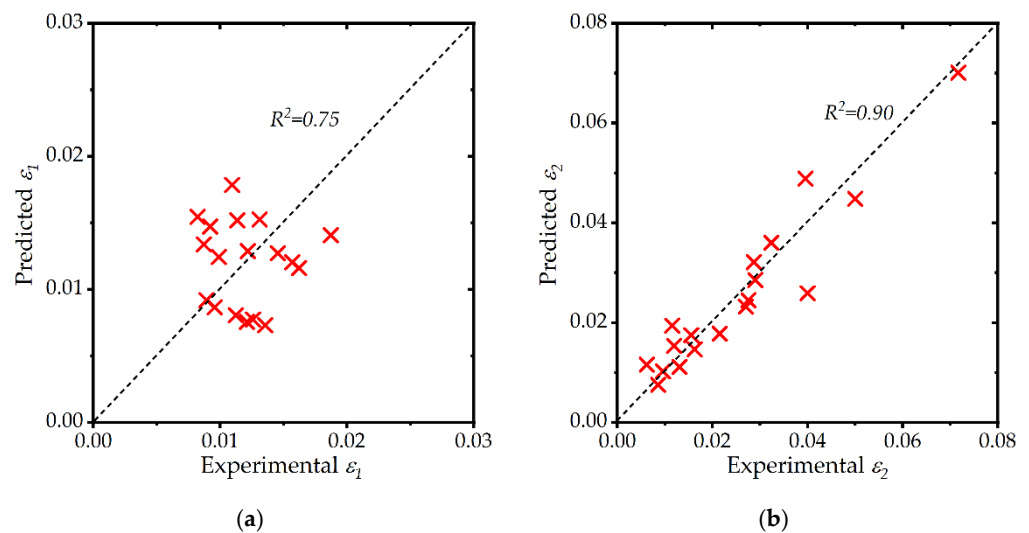 0.03
0.02
0.01
0.00
Predicted ε1
R²=0.75
0.00 0.01 0.02 0.03
Experimental ε1
(a)
0.08
0.06
0.04
0.02
0.00
Predicted ε2
R²=0.90
0.00 0.02 0.04 0.06 0.08
Experimental ε2
(b)